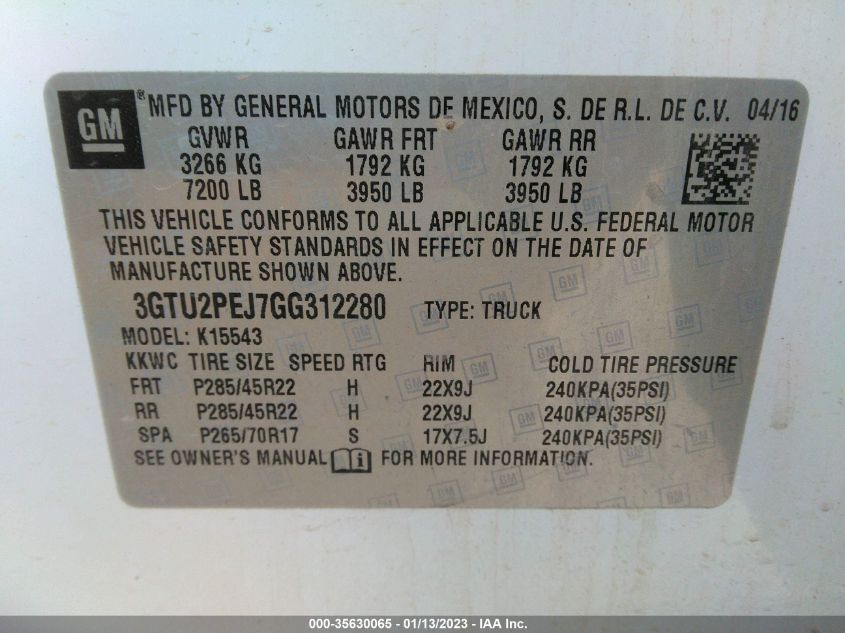 GM ® MFD BY GENERAL MOTORS DE MEXICO, S. DE R.L. DE C.V. 04/16
GVWR GAWR FRT GAWR RR
3266 KG 1792 KG 1792 KG
7200 LB 3950 LB 3950 LB
THIS VEHICLE CONFORMS TO ALL APPLICABLE U.S. FEDERAL MOTOR
VEHICLE SAFETY STANDARDS IN EFFECT ON THE DATE OF
MANUFACTURE SHOWN ABOVE.
3GTU2PEJ7GG312280 TYPE: TRUCK
MODEL: K15543
KKWC TIRE SIZE SPEED RTG RIM COLD TIRE PRESSURE
FRT P285/45R22 H 22X9J 240KPA(35PSI)
RR P285/45R22 H 22X9J 240KPA(35PSI)
SPA P265/70R17 S 17X7.5J 240KPA(35PSI)
SEE OWNER'S MANUAL i FOR MORE INFORMATION.
000-35630065 - 01/13/2023 - IAA Inc.